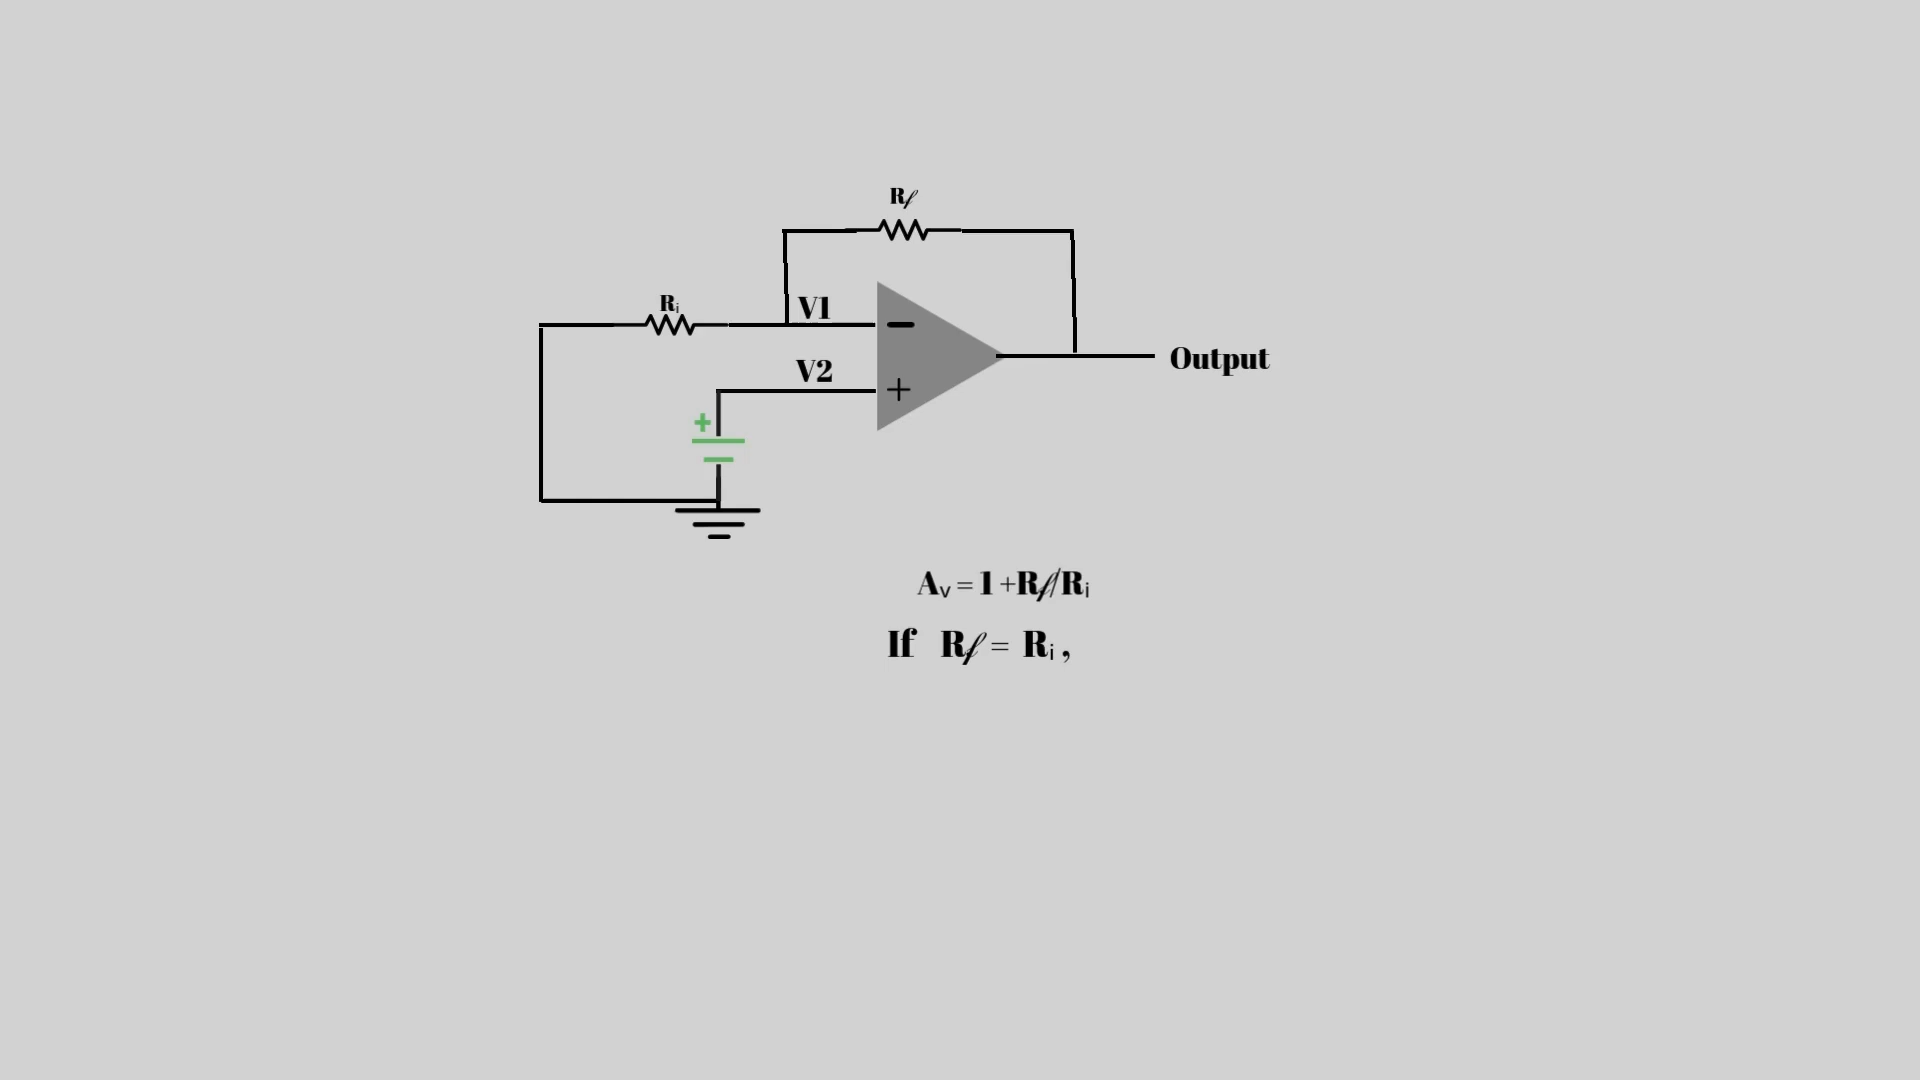 Rf
Ri
V1
−
V2
+
+
Output
Av = 1 + Rf/Ri
If Rf = Ri ,